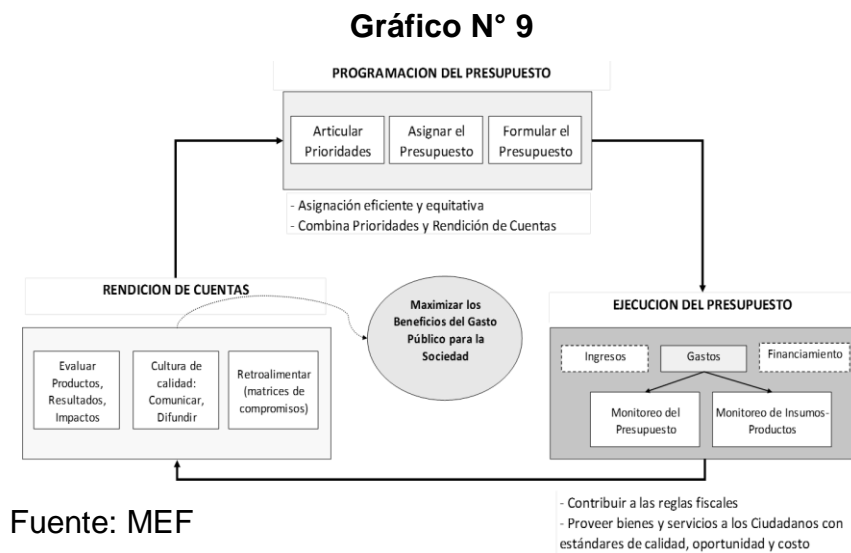 Gráfico N° 9
PROGRAMACION DEL PRESUPUESTO
Articular
Prioridades
Asignar el
Presupuesto
Formular el
Presupuesto
- Asignación eficiente y equitativa
- Combina Prioridades y Rendición de Cuentas
RENDICION DE CUENTAS
Evaluar
Productos,
Resultados,
Impactos
Cultura de
calidad:
Comunicar,
Difundir
Retroalimentar
(matrices de
compromisos)
Maximizar los
Beneficios del Gasto
Público para la
Sociedad
EJECUCION DEL PRESUPUESTO
Ingresos
Gastos
Financiamiento
Monitoreo del
Presupuesto
Monitoreo de Insumos-
Productos
- Contribuir a las reglas fiscales
- Proveer bienes y servicios a los Ciudadanos con
estándares de calidad, oportunidad y costo
Fuente: MEF